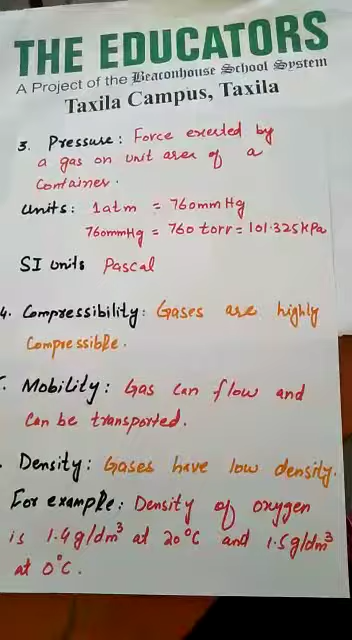 THE EDUCATORS
A Project of the Beaconhouse School System
Taxila Campus, Taxila
3. Pressure: Force exerted by
a gas on unit area of a
Container.
Units: 1atm = 760mm Hg
760mmHg = 760 torr = 101.325kPa
SI Units Pascal
4. Compressibility: Gases are highly
Compressible.
Mobility: Gas can flow and
Can be transported.
Density: Gases have low density.
For example: Density of oxygen
is 1.4g/dm³ at 20°C and 1.5g/dm³
at 0°C.